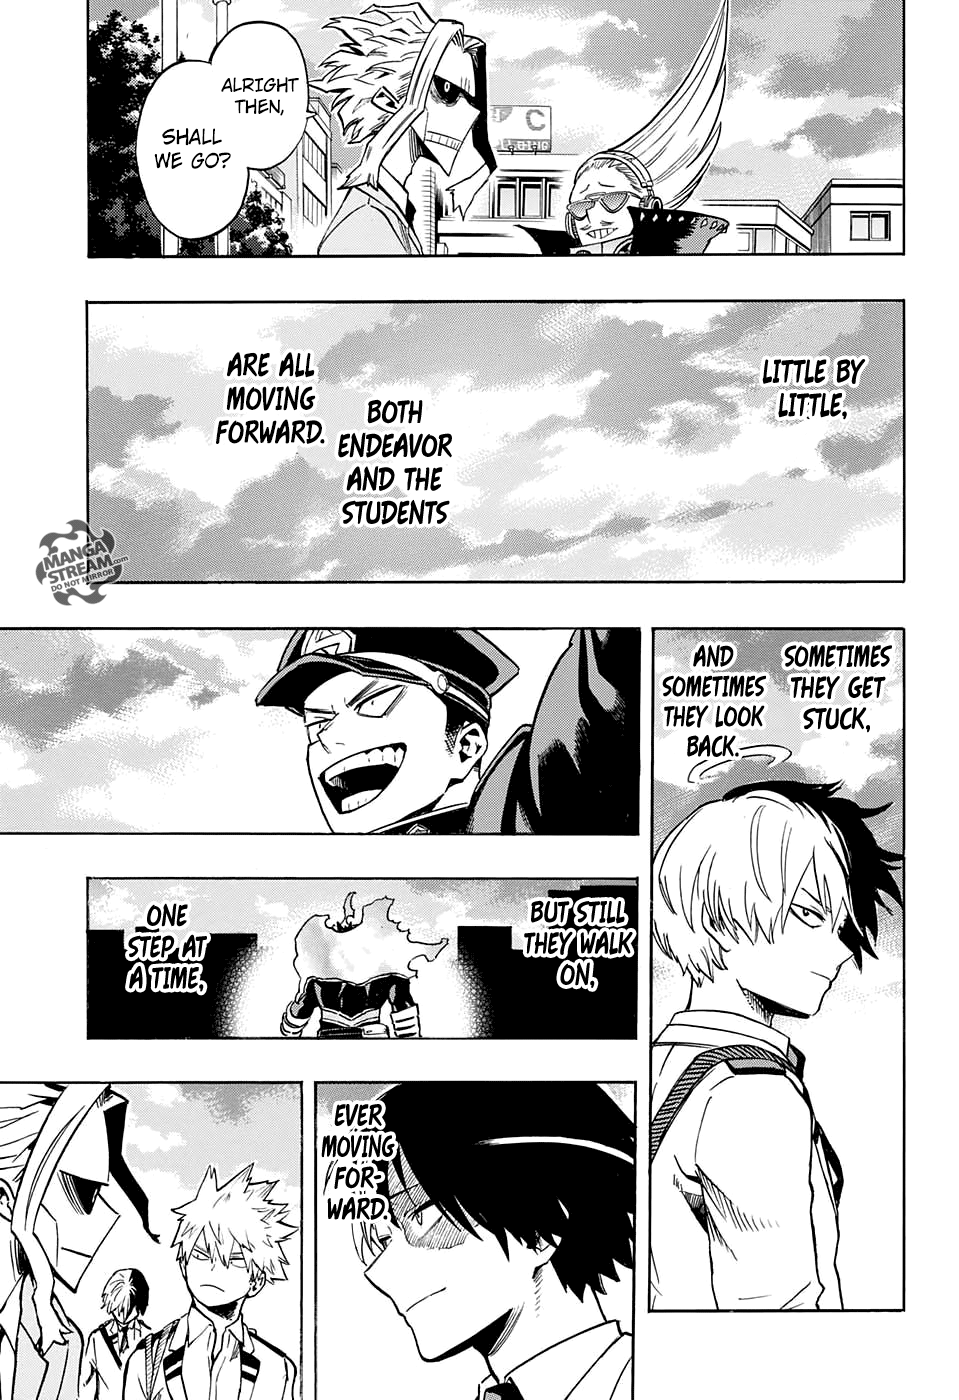 ALRIGHT
THEN,
SHALL
WE GO?
C
LITTLE BY
LITTLE,
BOTH
ENDEAVOR
AND THE
STUDENTS
ARE ALL
MOVING
FORWARD.
MANGA
STREAM.com
DO NOT MIRROR
SOMETIMES
THEY GET
STUCK,
AND
SOMETIMES
THEY LOOK
BACK.
BUT STILL
THEY WALK
ON,
ONE
STEP AT
A TIME,
EVER
MOVING
FOR-
WARD.